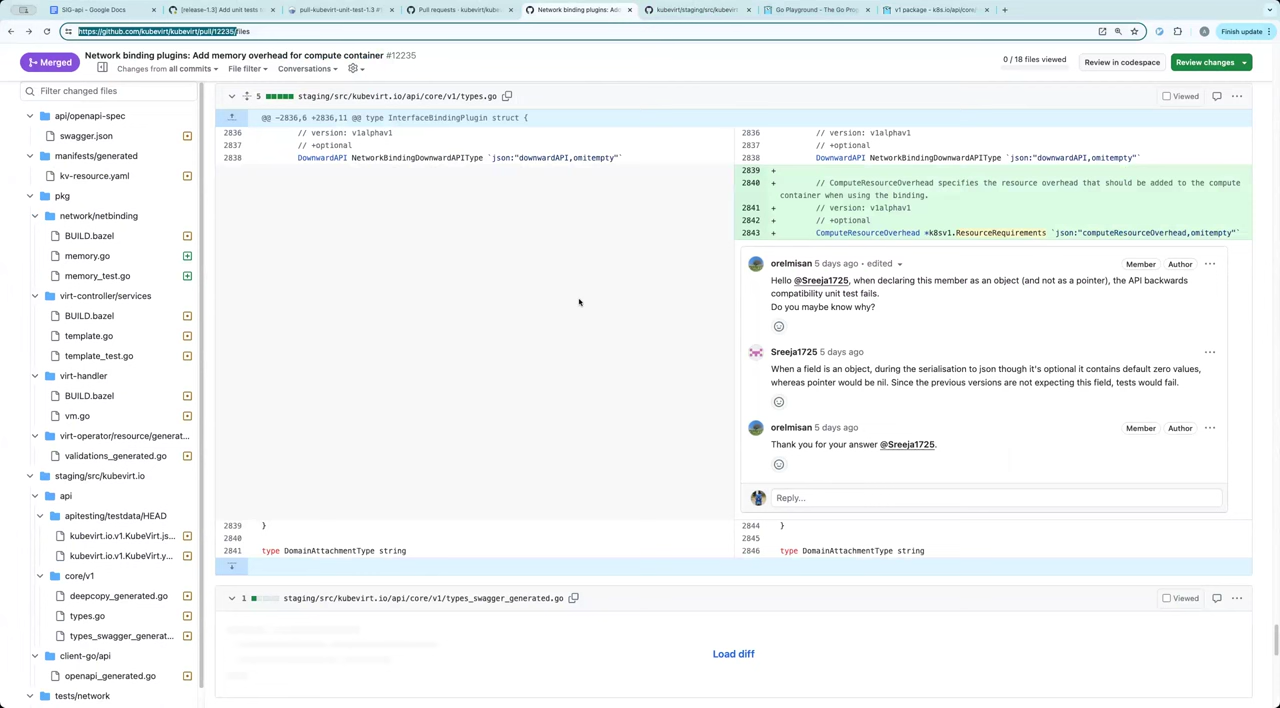 SIG-api - Google Docs
[release-1.3] Add unit tests
pull-kubevirt-unit-test-1.3 #1
Pull requests · kubevirt/kube
Network binding plugins: Add
kubevirt/staging/src/kubevirt
Go Playground - The Go Pro
v1 package - k8s.io/api/core
https://github.com/kubevirt/kubevirt/pull/12235/files
Finish update
Merged
Network binding plugins: Add memory overhead for compute container #12235
Changes from all commits
File filter
Conversations
0 / 18 files viewed
Review in codespace
Review changes
Filter changed files
api/openapi-spec
swagger.json
manifests/generated
kv-resource.yaml
pkg
network/netbinding
BUILD.bazel
memory.go
memory_test.go
virt-controller/services
BUILD.bazel
template.go
template_test.go
virt-handler
BUILD.bazel
vm.go
virt-operator/resource/generat...
validations_generated.go
staging/src/kubevirt.io
api
apitesting/testdata/HEAD
kubevirt.io.v1.KubeVirt.js...
kubevirt.io.v1.KubeVirt.y...
core/v1
deepcopy_generated.go
types.go
types_swagger_generat...
client-go/api
openapi_generated.go
tests/network
5 staging/src/kubevirt.io/api/core/v1/types.go
Viewed
@@ -2836,6 +2836,11 @@ type InterfaceBindingPlugin struct {
2836 // version: v1alphav1
2837 // +optional
2838 DownwardAPI NetworkBindingDownwardAPIType `json:"downwardAPI,omitempty"`
2839 }
2840
2841 type DomainAttachmentType string
2836 // version: v1alphav1
2837 // +optional
2838 DownwardAPI NetworkBindingDownwardAPIType `json:"downwardAPI,omitempty"`
2839 +
2840 + // ComputeResourceOverhead specifies the resource overhead that should be added to the compute
container when using the binding.
2841 + // version: v1alphav1
2842 + // +optional
2843 + ComputeResourceOverhead *k8sv1.ResourceRequirements `json:"computeResourceOverhead,omitempty"`
orelmisan 5 days ago • edited
Member
Author
Hello @Sreeja1725, when declaring this member as an object (and not as a pointer), the API backwards
compatibility unit test fails.
Do you maybe know why?
Sreeja1725 5 days ago
When a field is an object, during the serialisation to json though it's optional it contains default zero values,
whereas pointer would be nil. Since the previous versions are not expecting this field, tests would fail.
orelmisan 5 days ago
Member
Author
Thank you for your answer @Sreeja1725.
Reply...
2844 }
2845
2846 type DomainAttachmentType string
1 staging/src/kubevirt.io/api/core/v1/types_swagger_generated.go
Viewed
Load diff